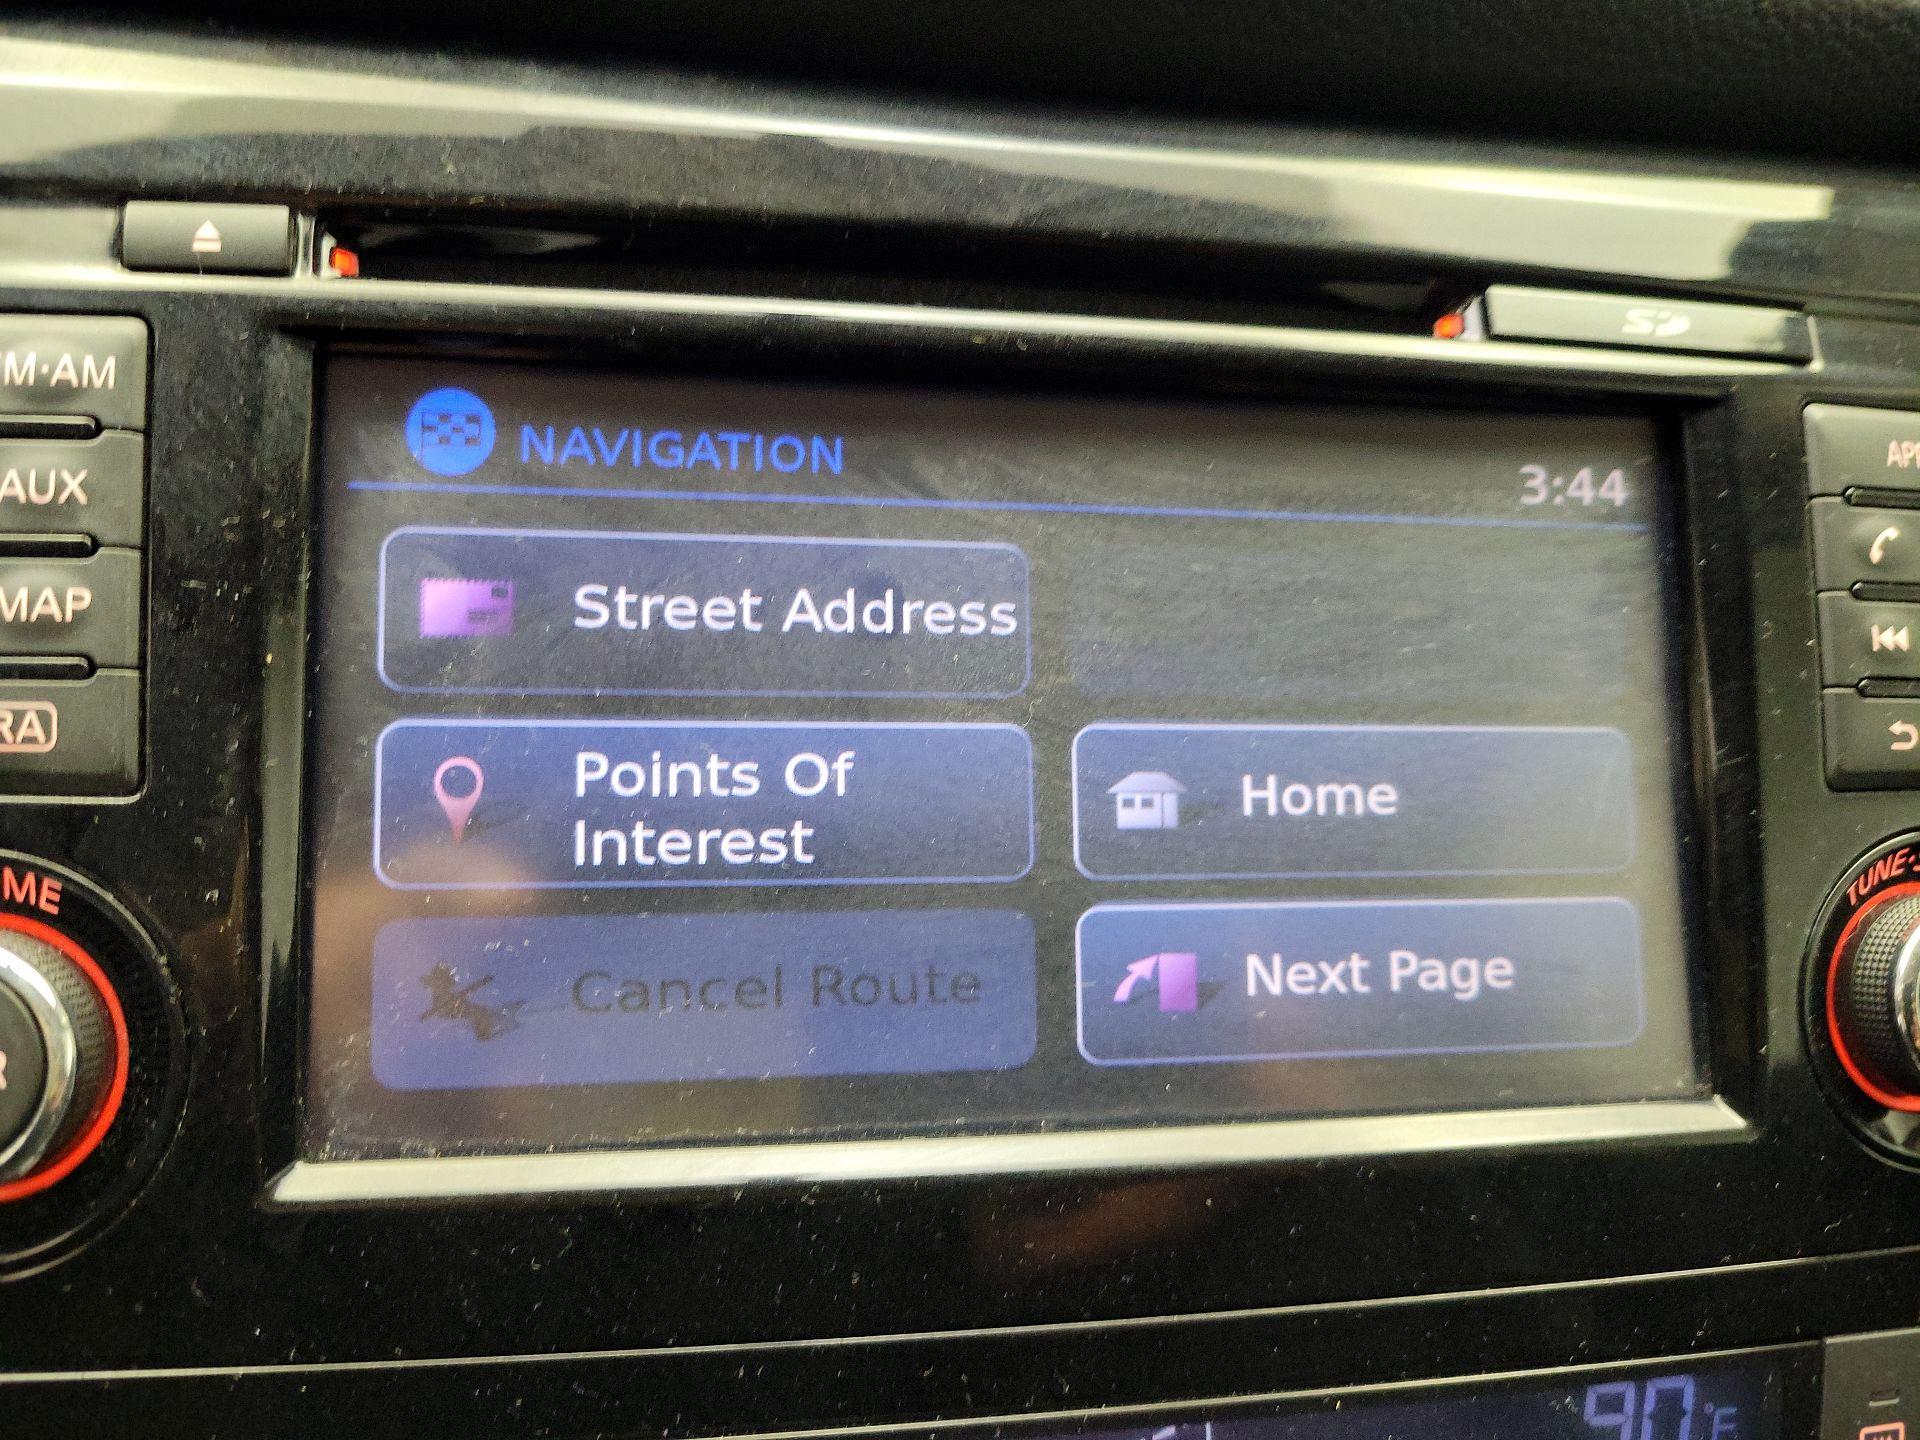 SD
M·AM
AUX
MAP
RA
ME
R
NAVIGATION
3:44
Street Address
Points Of
Interest
Home
Cancel Route
Next Page
AP
TUNE·
90°F